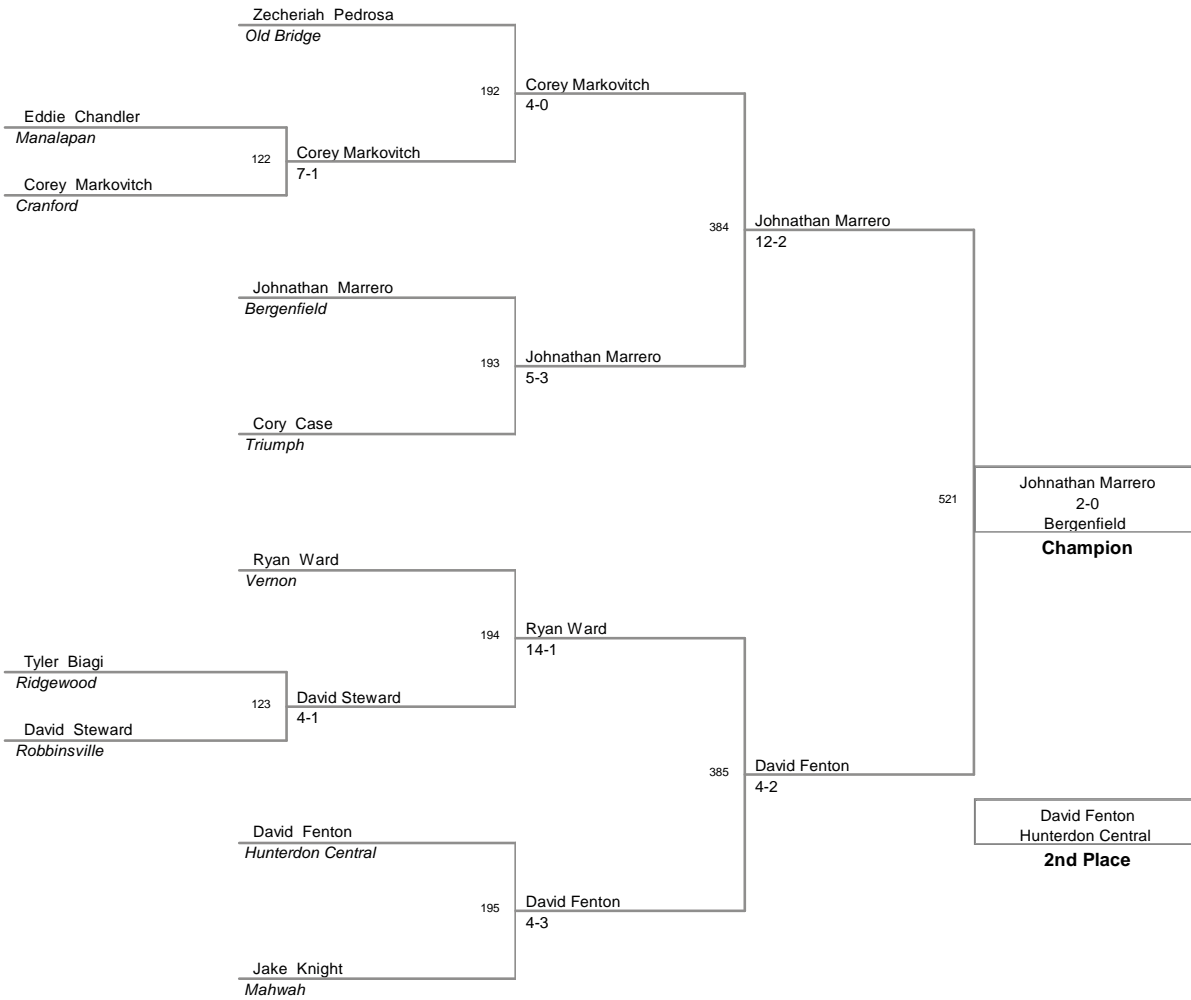 Zecheriah Pedrosa
Old Bridge
192
Corey Markovitch
4-0
Eddie Chandler
Manalapan
122
Corey Markovitch
7-1
Corey Markovitch
Cranford
384
Johnathan Marrero
12-2
Johnathan Marrero
Bergenfield
193
Johnathan Marrero
5-3
Cory Case
Triumph
521
Johnathan Marrero
2-0
Bergenfield
Champion
Ryan Ward
Vernon
194
Ryan Ward
14-1
Tyler Biagi
Ridgewood
123
David Steward
4-1
David Steward
Robbinsville
385
David Fenton
4-2
David Fenton
Hunterdon Central
2nd Place
David Fenton
Hunterdon Central
195
David Fenton
4-3
Jake Knight
Mahwah